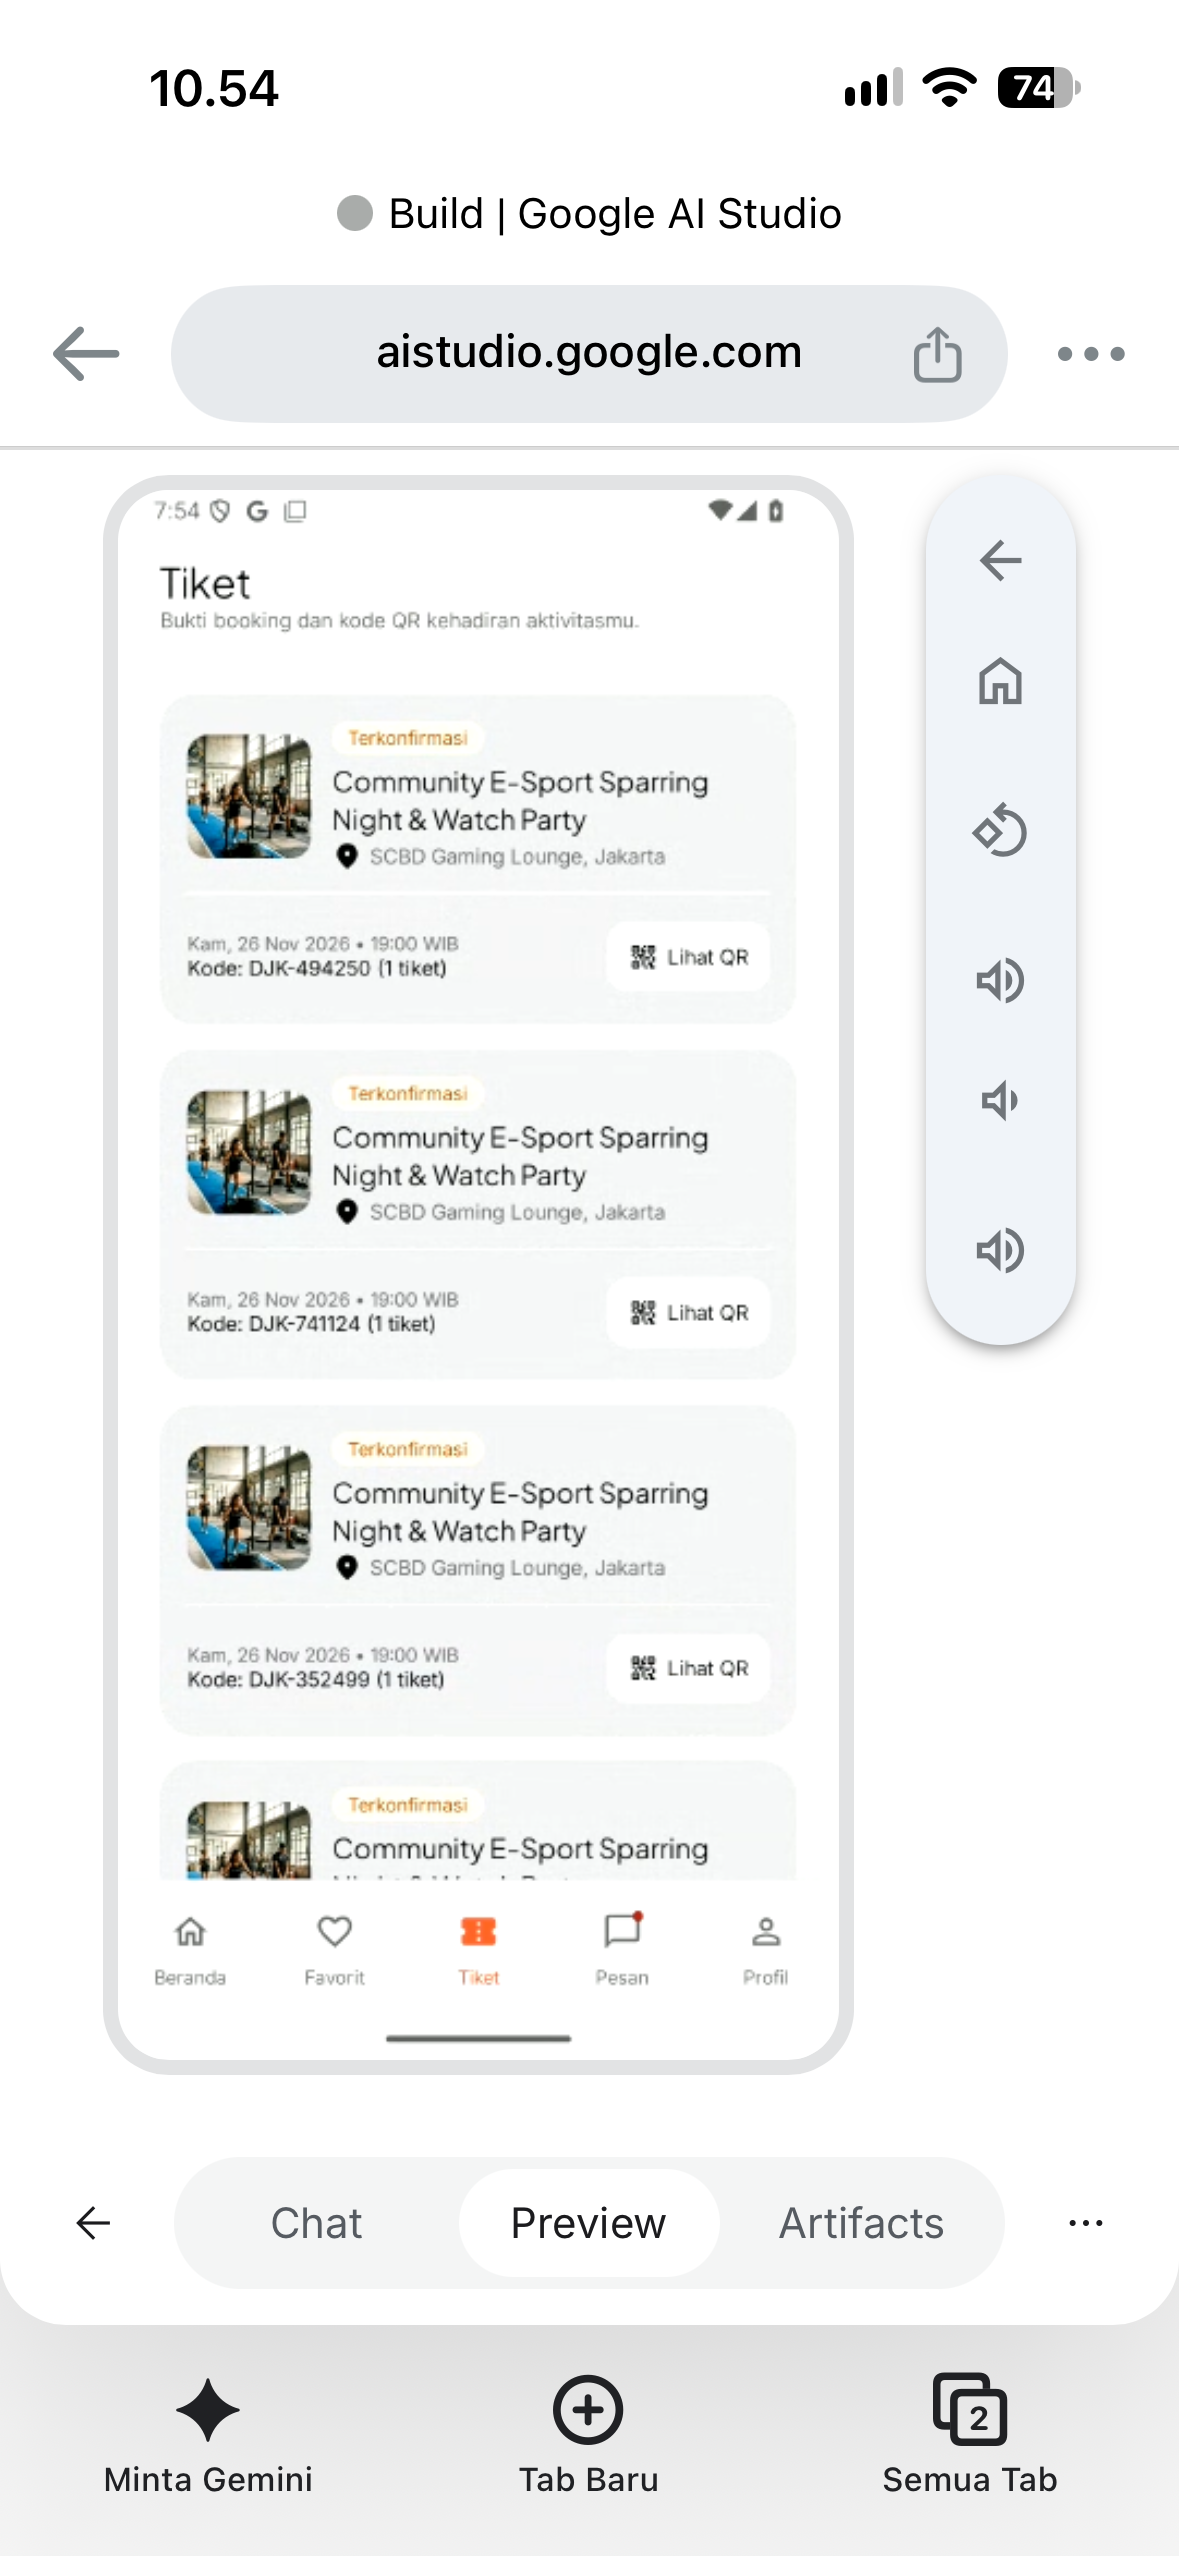 10.54
74
Build | Google AI Studio
aistudio.google.com
7:54
Tiket
Bukti booking dan kode QR kehadiran aktivitasmu.
Terkonfirmasi
Community E-Sport Sparring
Night & Watch Party
SCBD Gaming Lounge, Jakarta
Kam, 26 Nov 2026 • 19:00 WIB
Kode: DJK-494250 (1 tiket)
Lihat QR
Terkonfirmasi
Community E-Sport Sparring
Night & Watch Party
SCBD Gaming Lounge, Jakarta
Kam, 26 Nov 2026 • 19:00 WIB
Kode: DJK-741124 (1 tiket)
Lihat QR
Terkonfirmasi
Community E-Sport Sparring
Night & Watch Party
SCBD Gaming Lounge, Jakarta
Kam, 26 Nov 2026 • 19:00 WIB
Kode: DJK-352499 (1 tiket)
Lihat QR
Terkonfirmasi
Community E-Sport Sparring
Beranda
Favorit
Tiket
Pesan
Profil
Chat
Preview
Artifacts
Minta Gemini
Tab Baru
2
Semua Tab